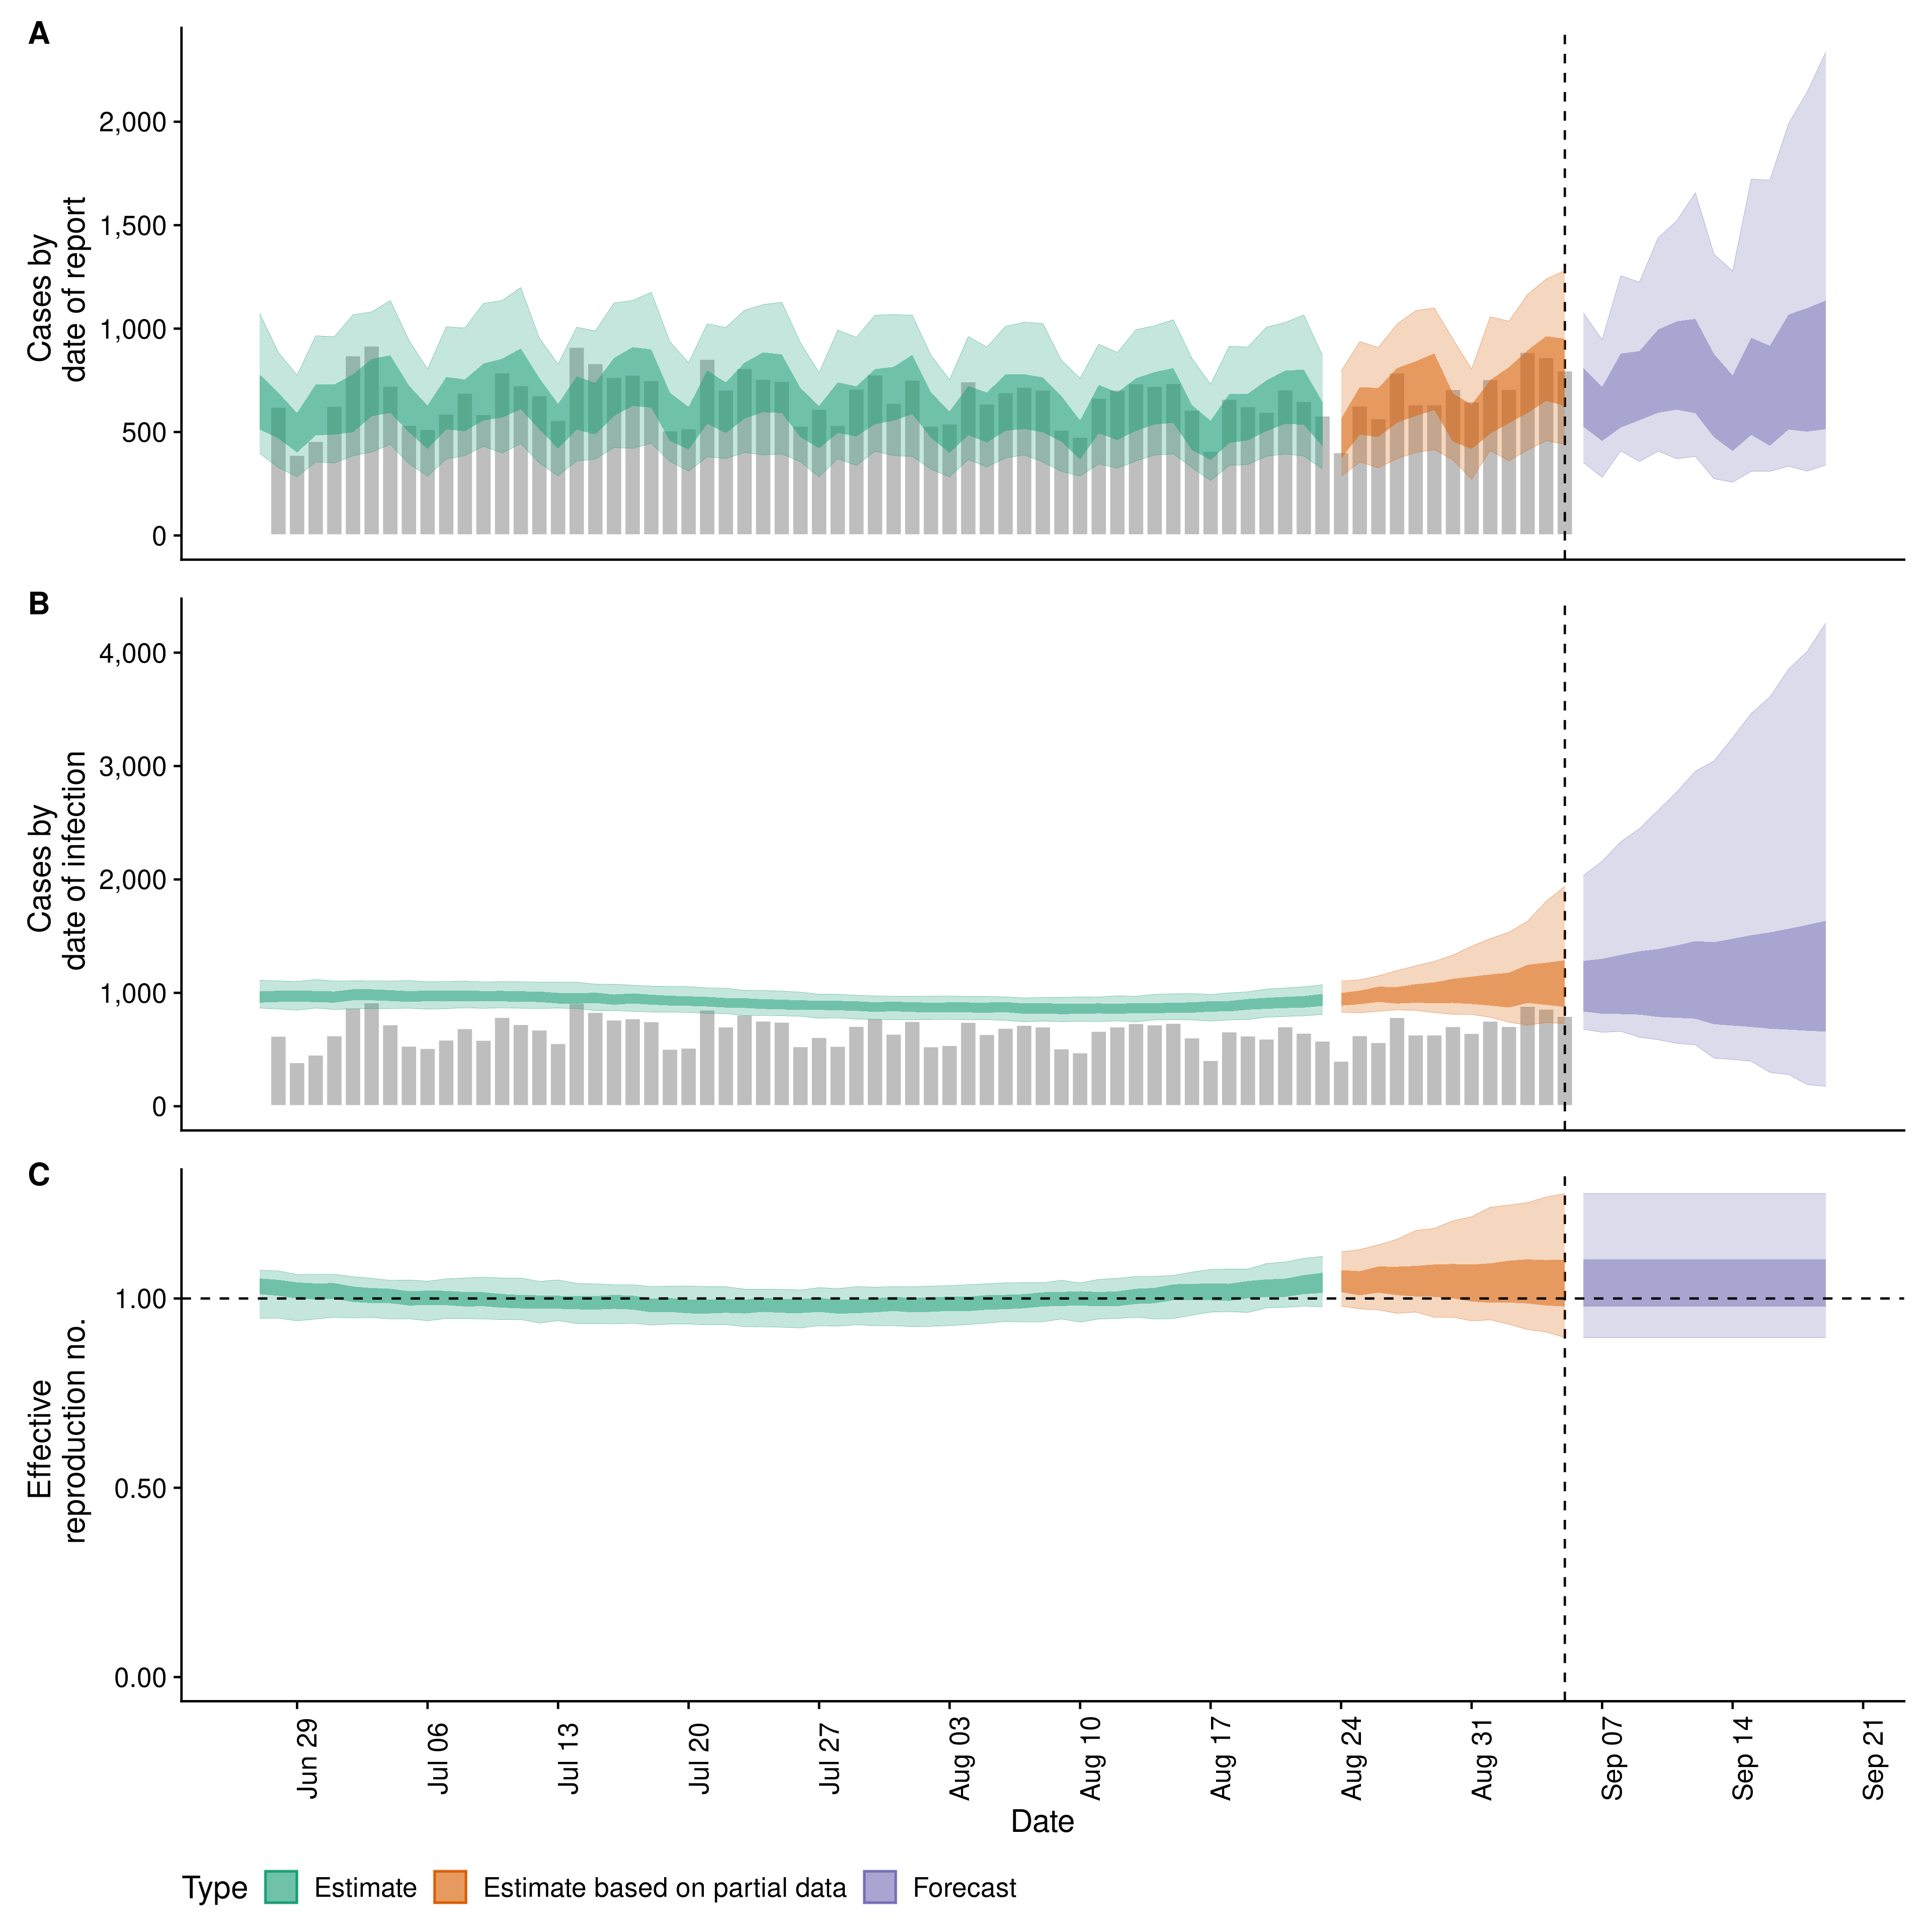 A
Cases by
date of report
2,000
1,500
1,000
500
0
B
Cases by
date of infection
4,000
3,000
2,000
1,000
0
C
Effective
reproduction no.
1.00
0.50
0.00
Jun 29
Jul 06
Jul 13
Jul 20
Jul 27
Aug 03
Aug 10
Aug 17
Aug 24
Aug 31
Sep 07
Sep 14
Sep 21
Date
Type Estimate Estimate based on partial data Forecast